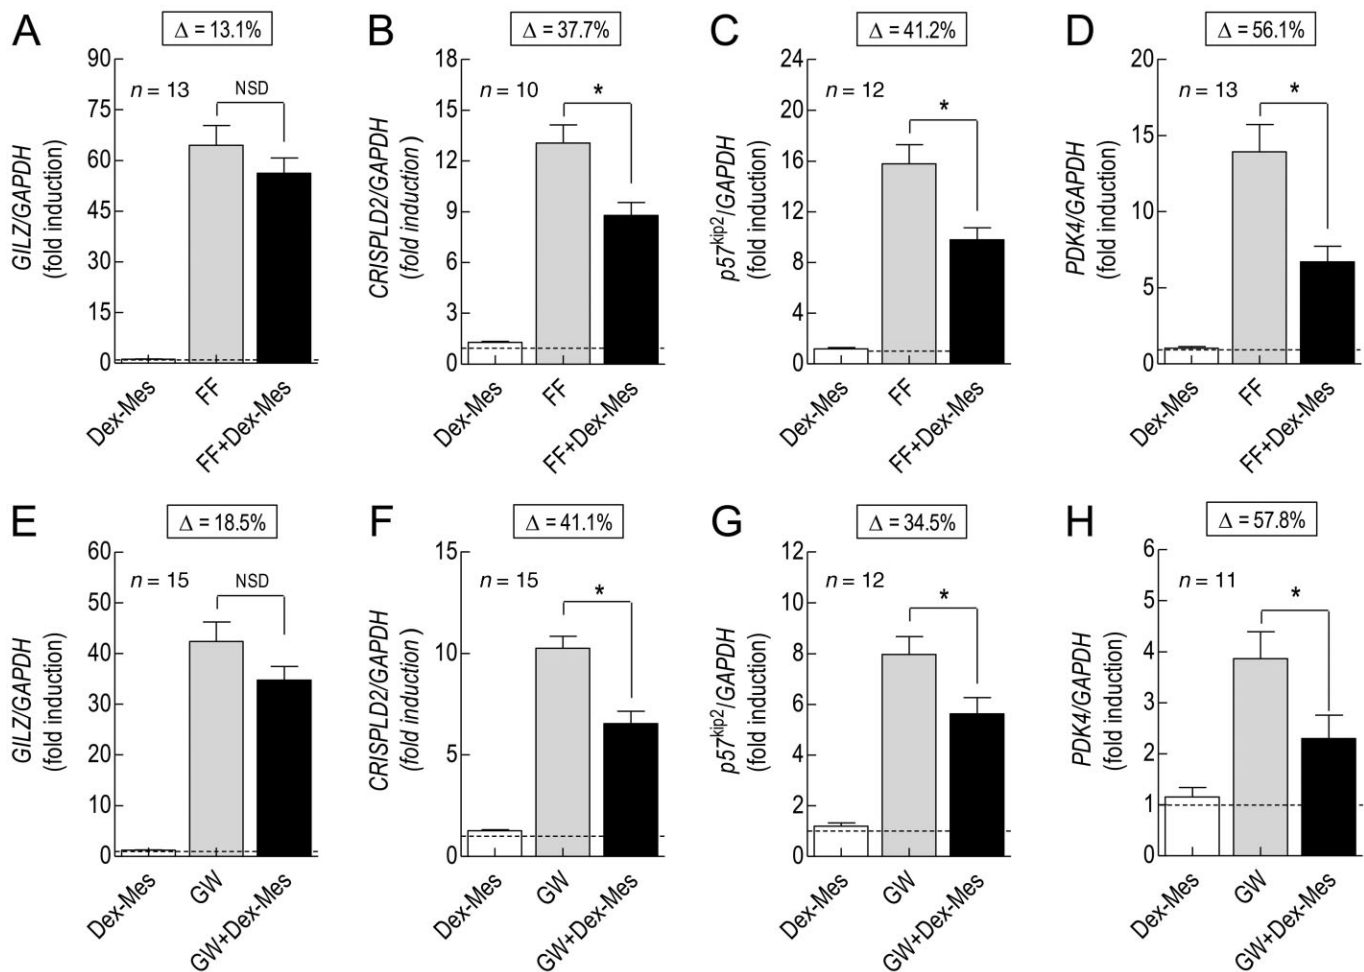 A
Δ = 13.1%
GILZ/GAPDH
(fold induction)
90
75
60
45
30
15
0
n = 13
NSD
Dex-Mes
FF
FF+Dex-Mes
B
Δ = 37.7%
CRISPLD2/GAPDH
(fold induction )
18
15
12
9
6
3
0
n = 10
*
Dex-Mes
FF
FF+Dex-Mes
C
Δ = 41.2%
p57kip2/GAPDH
(fold induction)
24
20
16
12
8
4
0
n = 12
*
Dex-Mes
FF
FF+Dex-Mes
D
Δ = 56.1%
PDK4/GAPDH
(fold induction)
20
15
10
5
0
n = 13
*
Dex-Mes
FF
FF+Dex-Mes
E
Δ = 18.5%
GILZ/GAPDH
(fold induction)
60
50
40
30
20
10
0
n = 15
NSD
Dex-Mes
GW
GW+Dex-Mes
F
Δ = 41.1%
CRISPLD2/GAPDH
(fold induction )
15
10
5
0
n = 15
*
Dex-Mes
GW
GW+Dex-Mes
G
Δ = 34.5%
p57kip2/GAPDH
(fold induction)
12
10
8
6
4
2
0
n = 12
*
Dex-Mes
GW
GW+Dex-Mes
H
Δ = 57.8%
PDK4/GAPDH
(fold induction)
6
5
4
3
2
1
0
n = 11
*
Dex-Mes
GW
GW+Dex-Mes